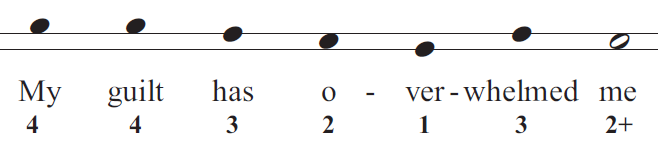 My guilt has o - ver - whelmed me
4 4 3 2 1 3 2+